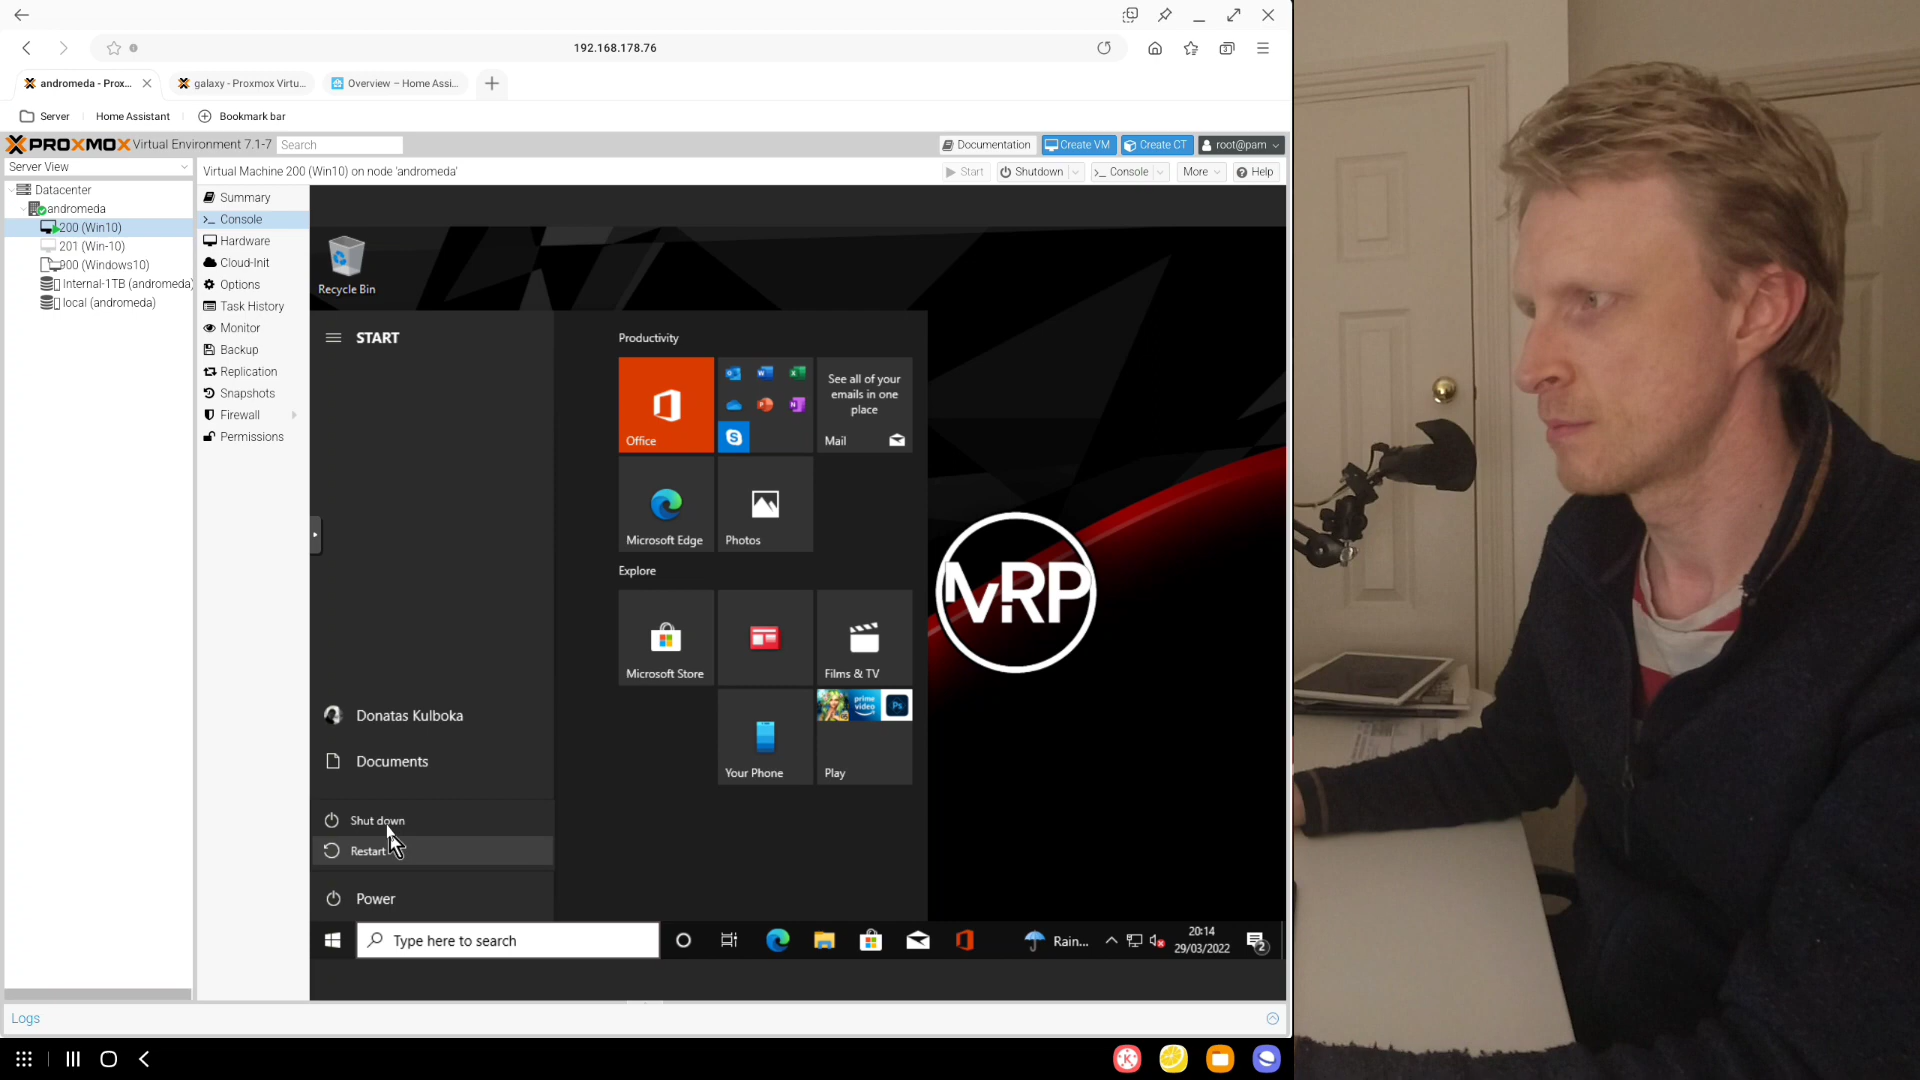 192.168.178.76
andromeda - Prox...
galaxy - Proxmox Virtu...
Overview – Home Assi...
Server
Home Assistant
Bookmark bar
PROXMOX Virtual Environment 7.1-7
Search
Documentation
Create VM
Create CT
root@pam
Server View
Virtual Machine 200 (Win10) on node 'andromeda'
Start
Shutdown
Console
More
Help
Datacenter
andromeda
200 (Win10)
201 (Win-10)
900 (Windows10)
Internal-1TB (andromeda)
local (andromeda)
Summary
Console
Hardware
Cloud-Init
Options
Task History
Monitor
Backup
Replication
Snapshots
Firewall
Permissions
Recycle Bin
START
Productivity
Office
See all of your
emails in one
place
Mail
Microsoft Edge
Photos
Explore
Microsoft Store
Films & TV
prime
video
Ps
Your Phone
Play
MRP
Donatas Kulboka
Documents
Shut down
Restart
Power
Type here to search
Rain...
20:14
29/03/2022
2
Logs